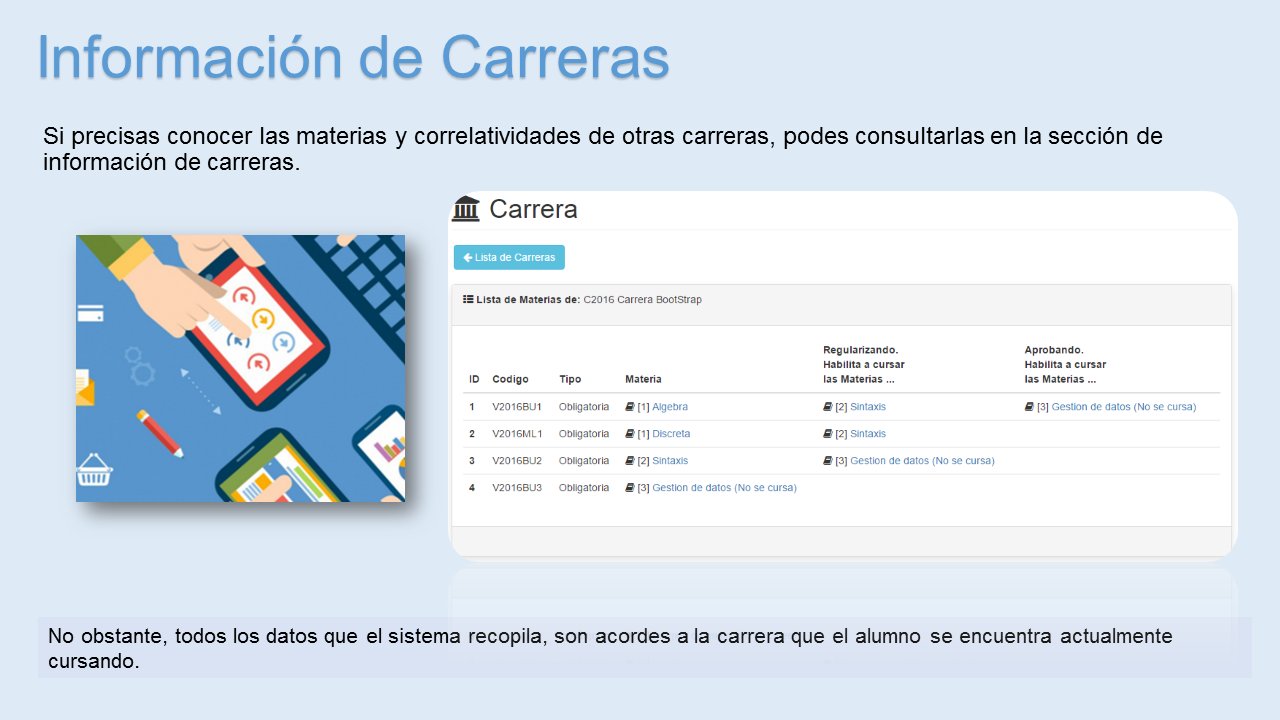 Información de Carreras
Si precisas conocer las materias y correlatividades de otras carreras, podes consultarlas en la sección de
información de carreras.
Carrera
Lista de Carreras
Lista de Materias de: C2016 Carrera BootStrap
Regularizando. Aprobando.
Habilita a cursar Habilita a cursar
ID Codigo Tipo Materia las Materias ... las Materias ...
1 V2016BU1 Obligatoria [1] Algebra [2] Sintaxis [3] Gestion de datos (No se cursa)
2 V2016ML1 Obligatoria [1] Discreta [2] Sintaxis
3 V2016BU2 Obligatoria [2] Sintaxis [3] Gestion de datos (No se cursa)
4 V2016BU3 Obligatoria [3] Gestion de datos (No se cursa)
No obstante, todos los datos que el sistema recopila, son acordes a la carrera que el alumno se encuentra actualmente
cursando.